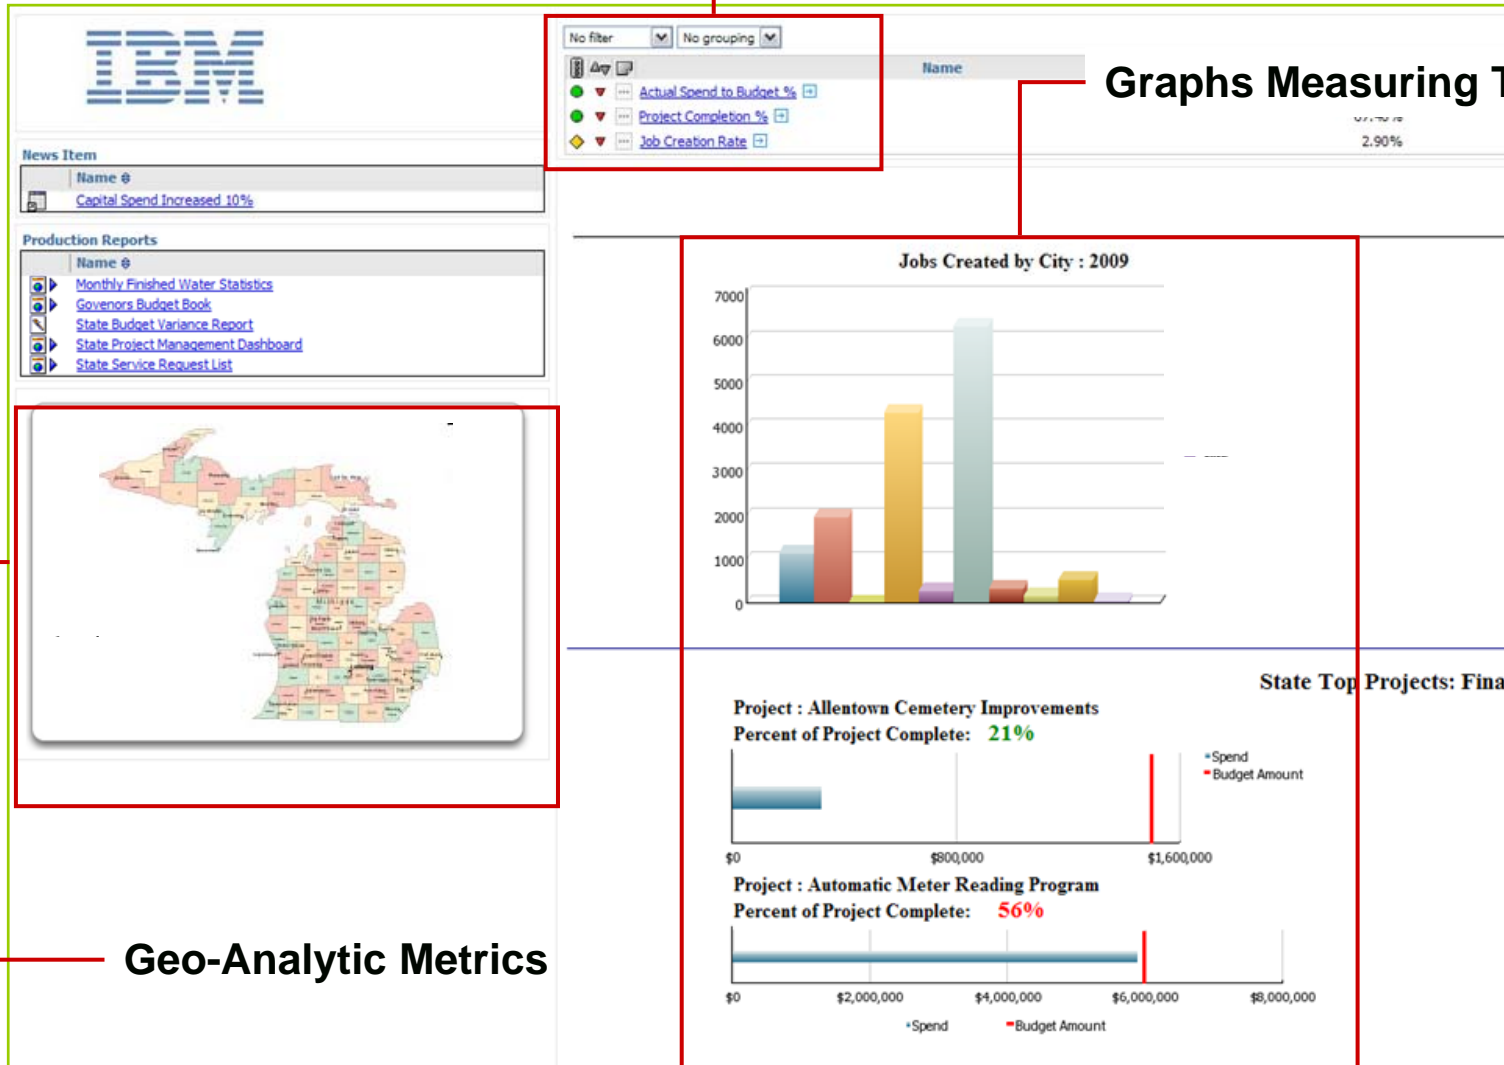 IBM
No filter
No grouping
Name
Actual Spend to Budget %
Project Completion %
Job Creation Rate
2.90%
Graphs Measuring
News Item
Name
Capital Spend Increased 10%
Production Reports
Name
Monthly Finished Water Statistics
Govenors Budget Book
State Budget Variance Report
State Project Management Dashboard
State Service Request List
Michigan
Geo-Analytic Metrics
Jobs Created by City : 2009
7000
6000
5000
4000
3000
2000
1000
0
State Top Projects: Fina
Project : Allentown Cemetery Improvements
Percent of Project Complete: 21%
Spend
Budget Amount
$0 $800,000 $1,600,000
Project : Automatic Meter Reading Program
Percent of Project Complete: 56%
$0 $2,000,000 $4,000,000 $6,000,000 $8,000,000
Spend Budget Amount